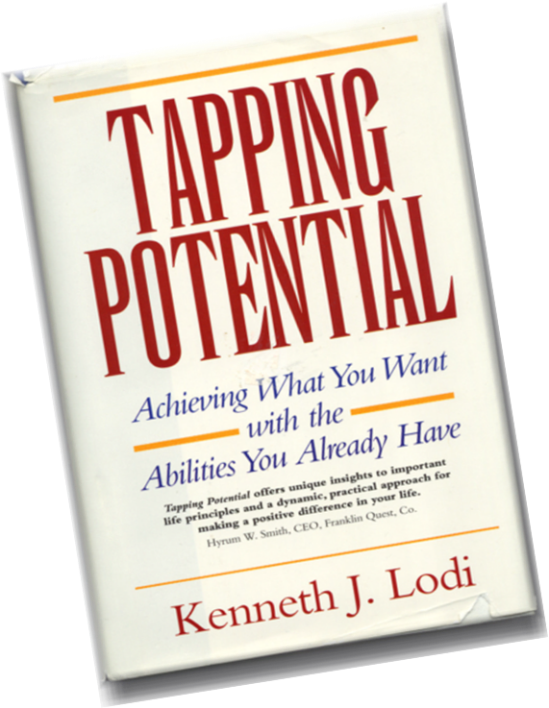 TAPPING
POTENTIAL
Achieving What You Want
with the
Abilities You Already Have
Tapping Potential offers unique insights to important
life principles and a dynamic, practical approach for
making a positive difference in your life.
Hyrum W. Smith, CEO, Franklin Quest, Co.
Kenneth J. Lodi